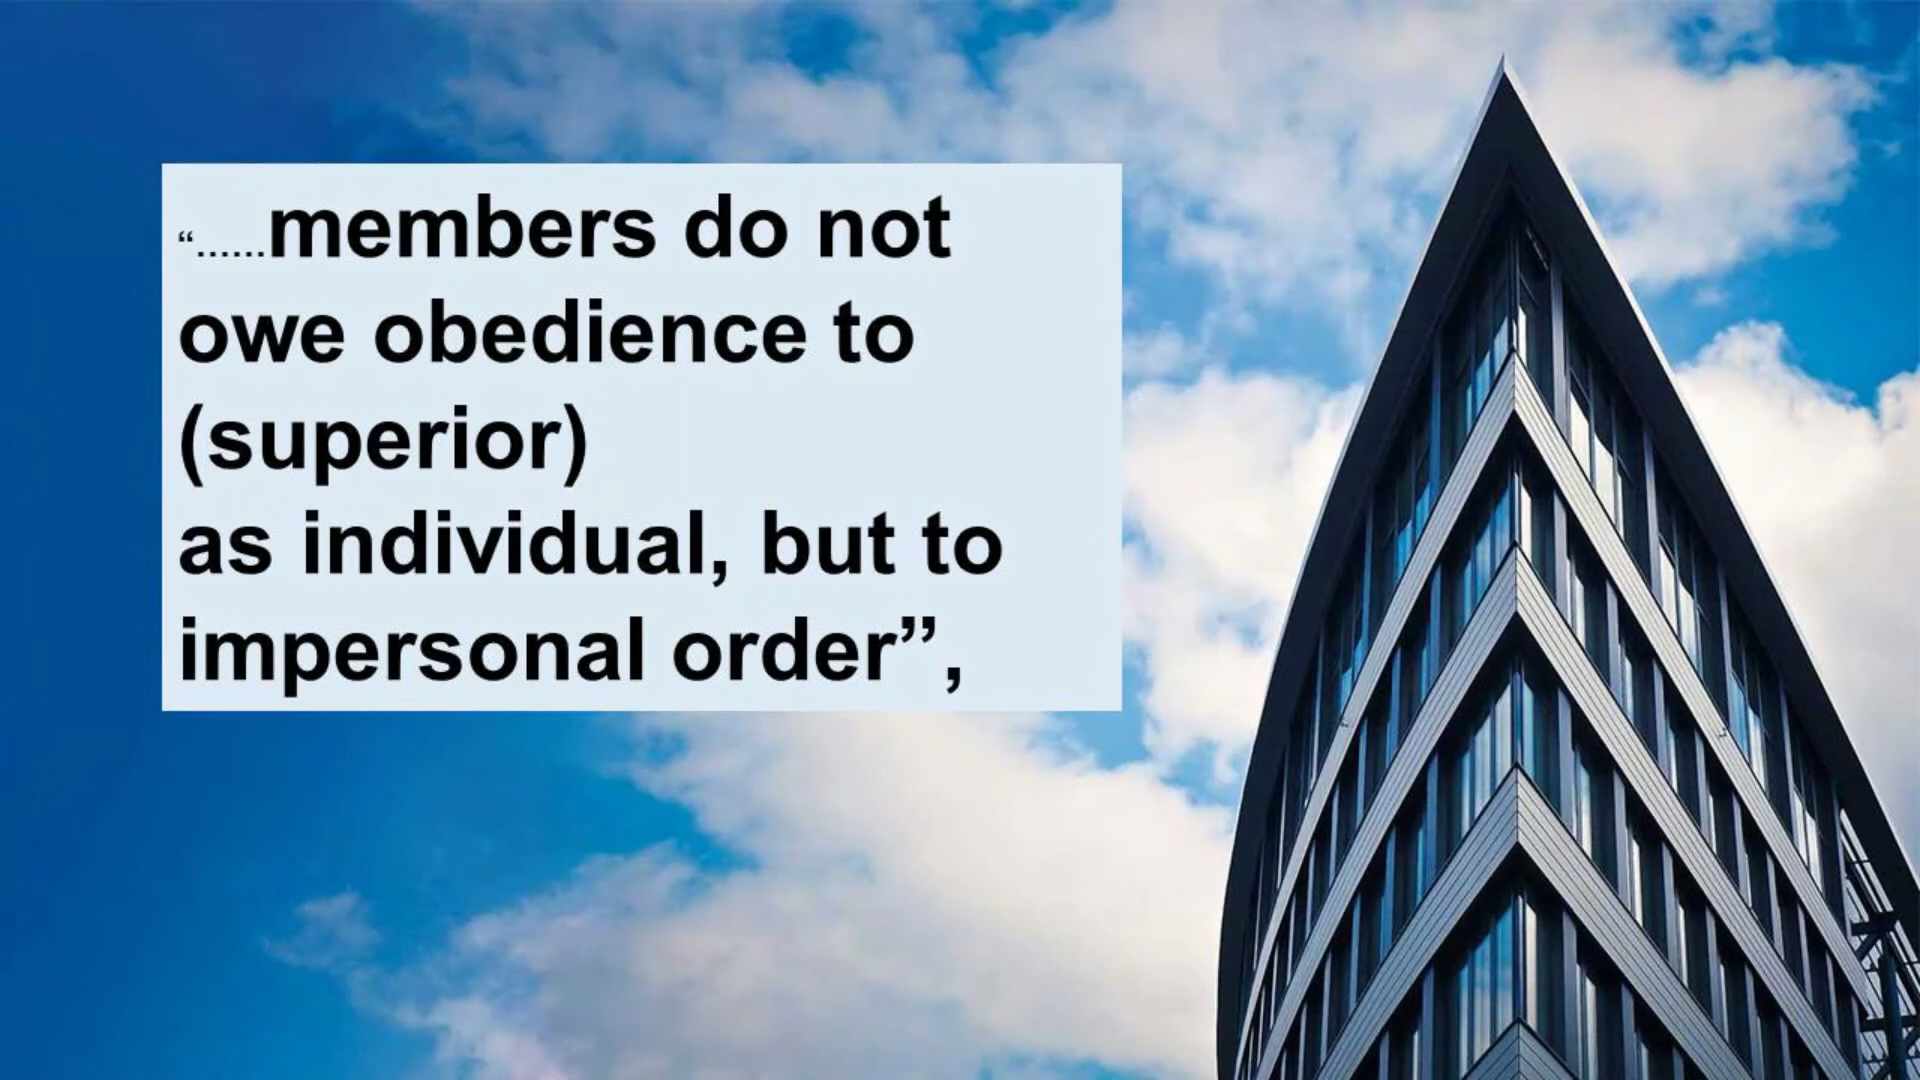 “......members do not
owe obedience to
(superior)
as individual, but to
impersonal order”,